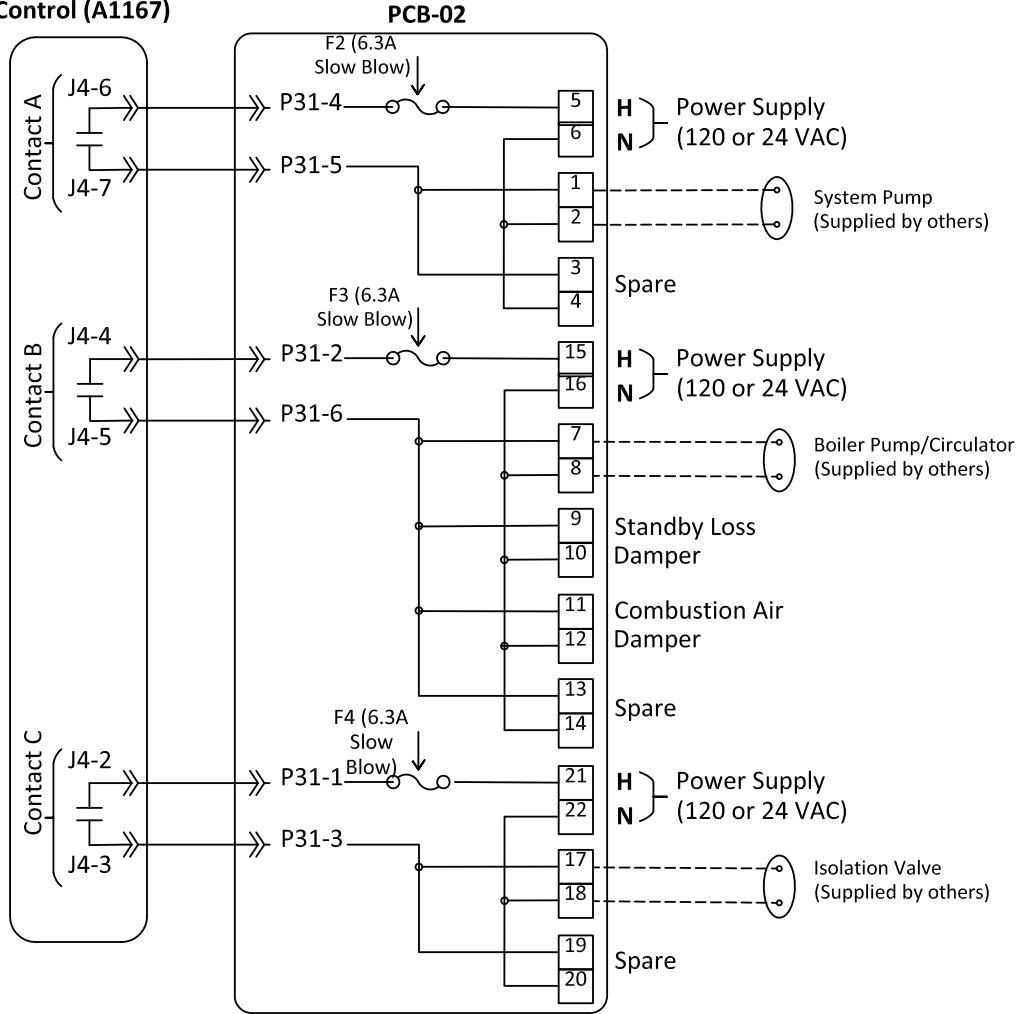 Control (A1167)
PCB-02
F2 (6.3A
Slow Blow)
Contact A
J4-6
J4-7
P31-4
P31-5
5
6
H
N
Power Supply
(120 or 24 VAC)
1
2
System Pump
(Supplied by others)
3
4
Spare
F3 (6.3A
Slow Blow)
Contact B
J4-4
J4-5
P31-2
P31-6
15
16
H
N
Power Supply
(120 or 24 VAC)
7
8
Boiler Pump/Circulator
(Supplied by others)
9
10
Standby Loss
Damper
11
12
Combustion Air
Damper
13
14
Spare
F4 (6.3A
Slow
Blow)
Contact C
J4-2
J4-3
P31-1
P31-3
21
22
H
N
Power Supply
(120 or 24 VAC)
17
18
Isolation Valve
(Supplied by others)
19
20
Spare